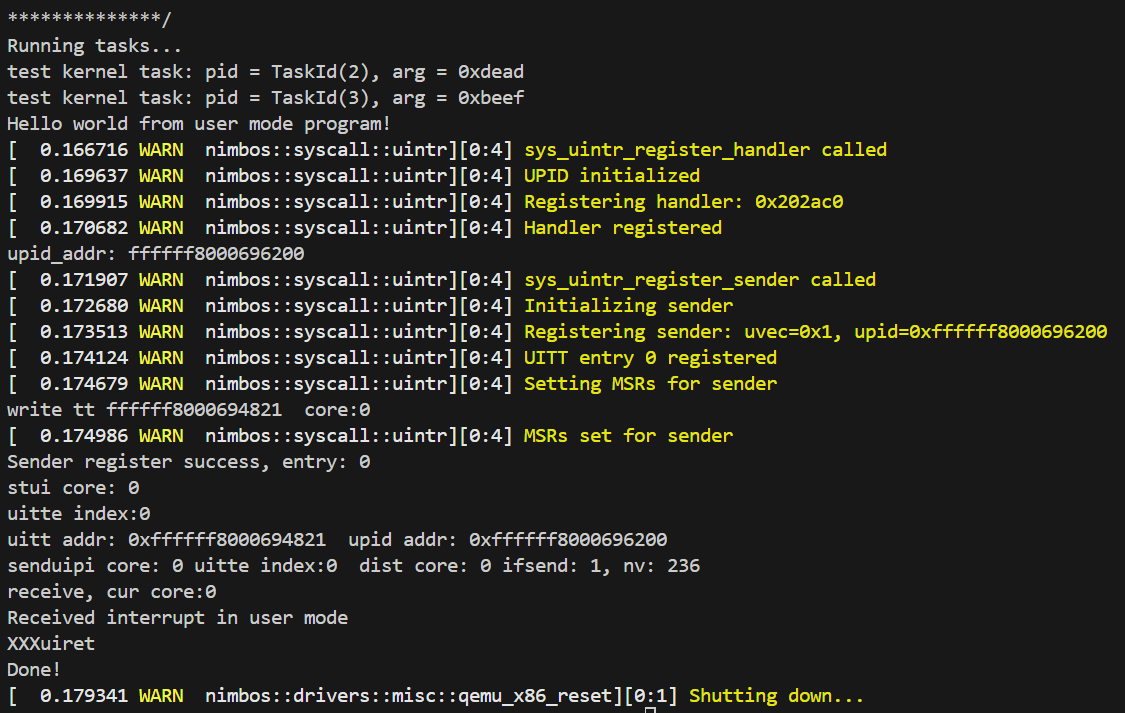 **************/
Running tasks...
test kernel task: pid = TaskId(2), arg = 0xdead
test kernel task: pid = TaskId(3), arg = 0xbeef
Hello world from user mode program!
[  0.166716 WARN  nimbos::syscall::uintr][0:4] sys_uintr_register_handler called
[  0.169637 WARN  nimbos::syscall::uintr][0:4] UPID initialized
[  0.169915 WARN  nimbos::syscall::uintr][0:4] Registering handler: 0x202ac0
[  0.170682 WARN  nimbos::syscall::uintr][0:4] Handler registered
upid_addr: ffffff8000696200
[  0.171907 WARN  nimbos::syscall::uintr][0:4] sys_uintr_register_sender called
[  0.172680 WARN  nimbos::syscall::uintr][0:4] Initializing sender
[  0.173513 WARN  nimbos::syscall::uintr][0:4] Registering sender: uvec=0x1, upid=0xffffff8000696200
[  0.174124 WARN  nimbos::syscall::uintr][0:4] UITT entry 0 registered
[  0.174679 WARN  nimbos::syscall::uintr][0:4] Setting MSRs for sender
write tt ffffff8000694821  core:0
[  0.174986 WARN  nimbos::syscall::uintr][0:4] MSRs set for sender
Sender register success, entry: 0
stui core: 0
uitte index:0
uitt addr: 0xffffff8000694821  upid addr: 0xffffff8000696200
senduipi core: 0 uitte index:0  dist core: 0 ifsend: 1, nv: 236
receive, cur core:0
Received interrupt in user mode
XXXuiret
Done!
[  0.179341 WARN  nimbos::drivers::misc::qemu_x86_reset][0:1] Shutting down...